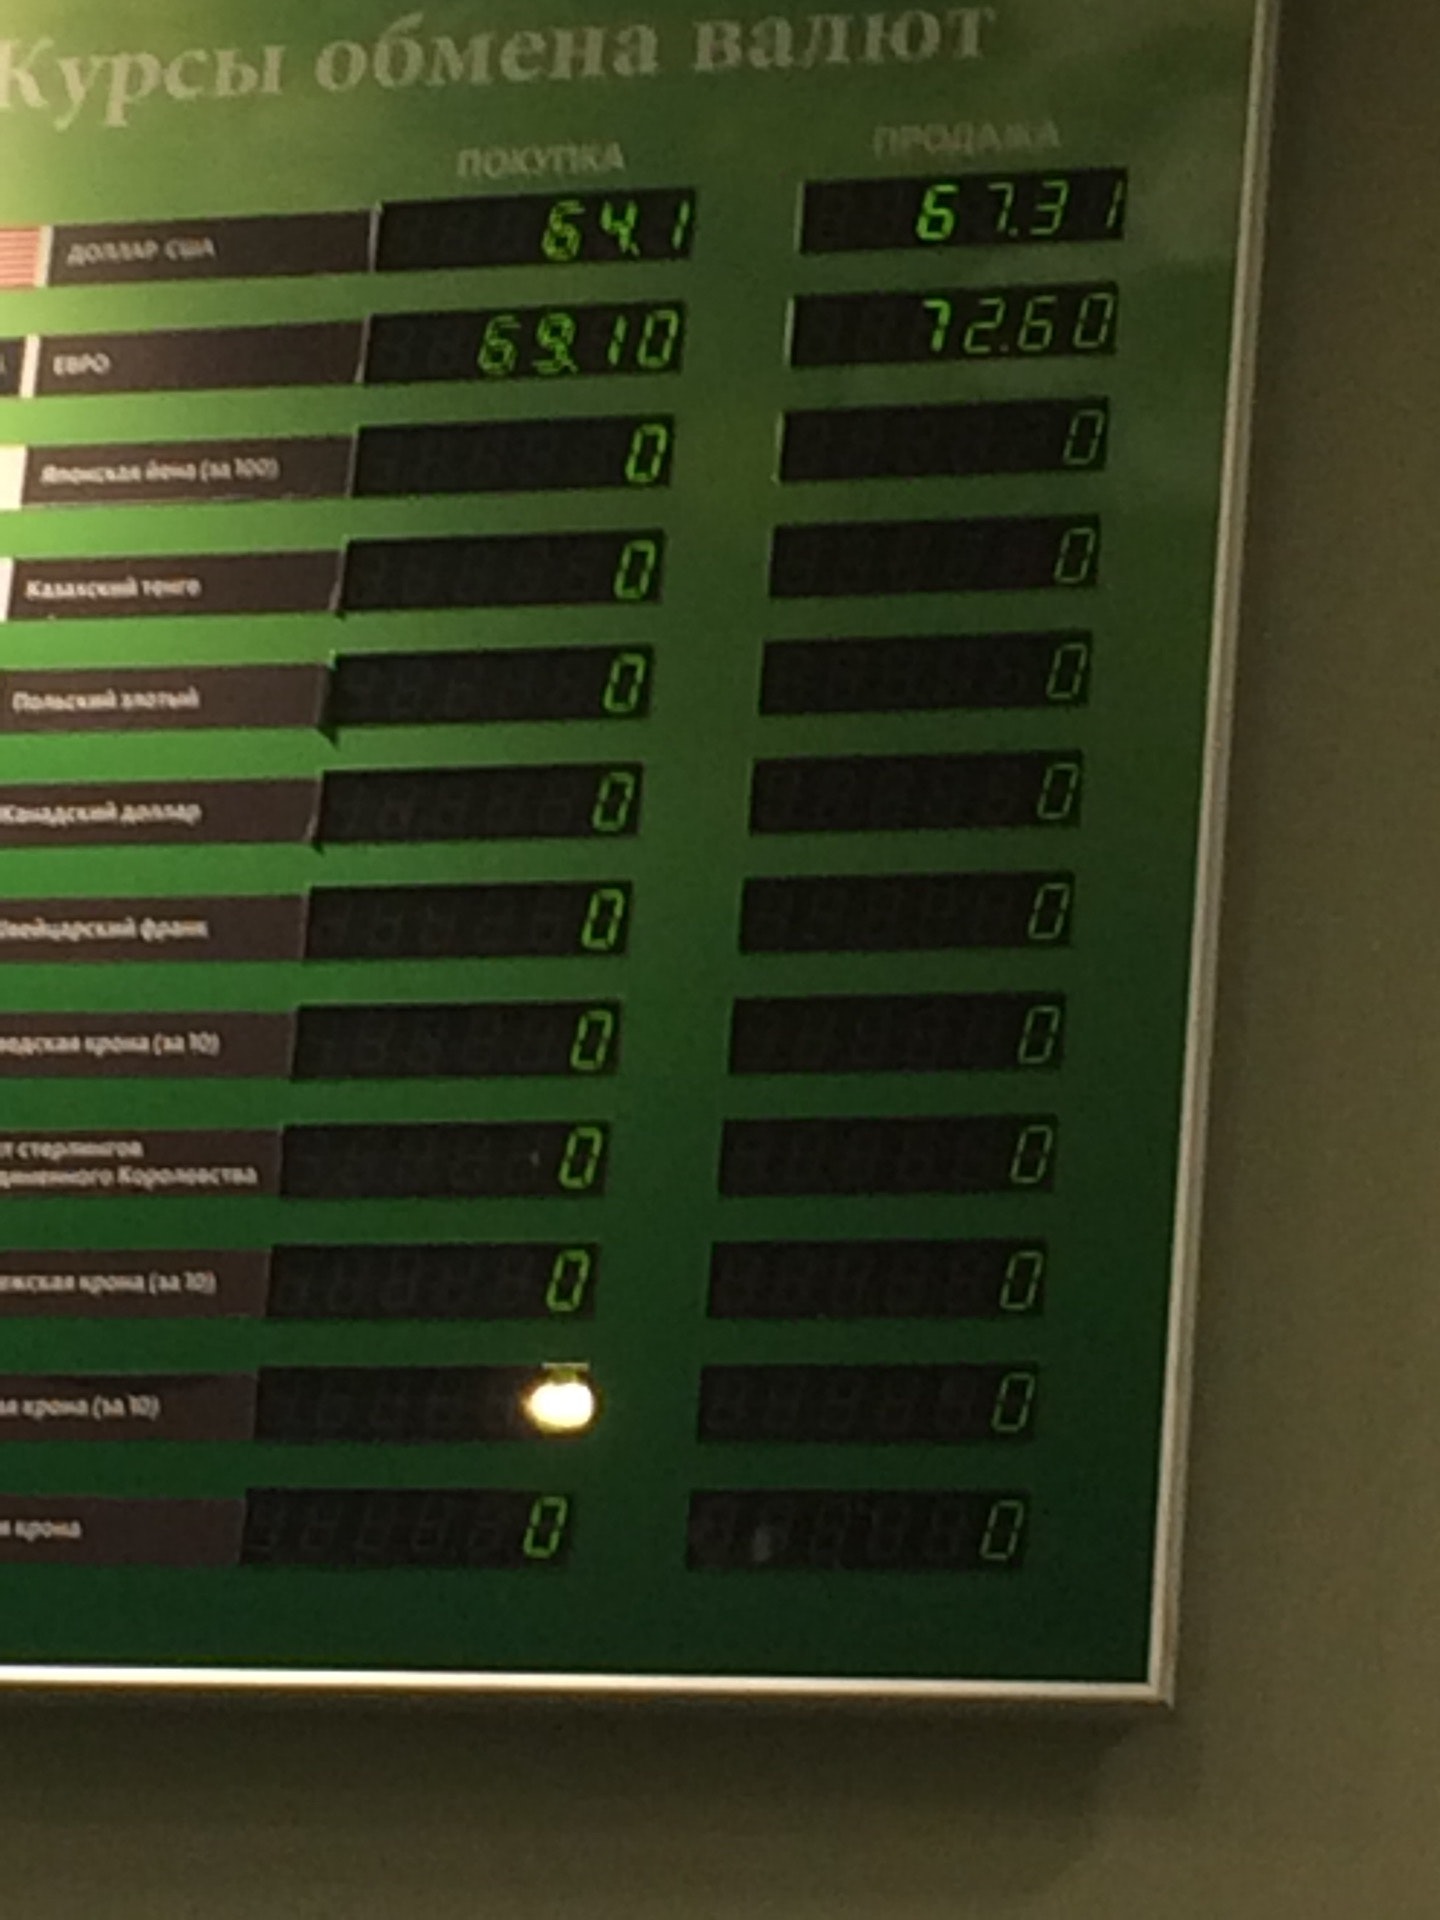 Курсы обмена валют
ПОКУПКА ПРОДАЖА
ДОЛЛАР США 64.1 67.31
ЕВРО 69.10 72.60
Японская йена (за 100) 0 0
Казахский тенге 0 0
Польский злотый 0 0
Канадский доллар 0 0
Швейцарский франк 0 0
крона (за 10) 0 0
стерлингов
Королевства 0 0
крона (за 10) 0 0
крона (за 10) 0
крона 0 0